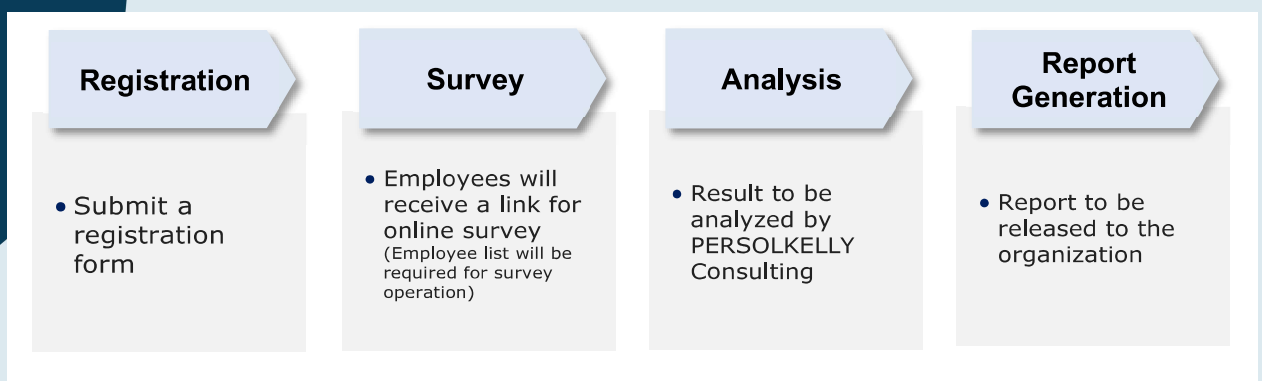 Registration
• Submit a
registration
form
Survey
• Employees will
receive a link for
online survey
(Employee list will be
required for survey
operation)
Analysis
• Result to be
analyzed by
PERSOLKELLY
Consulting
Report
Generation
• Report to be
released to the
organization